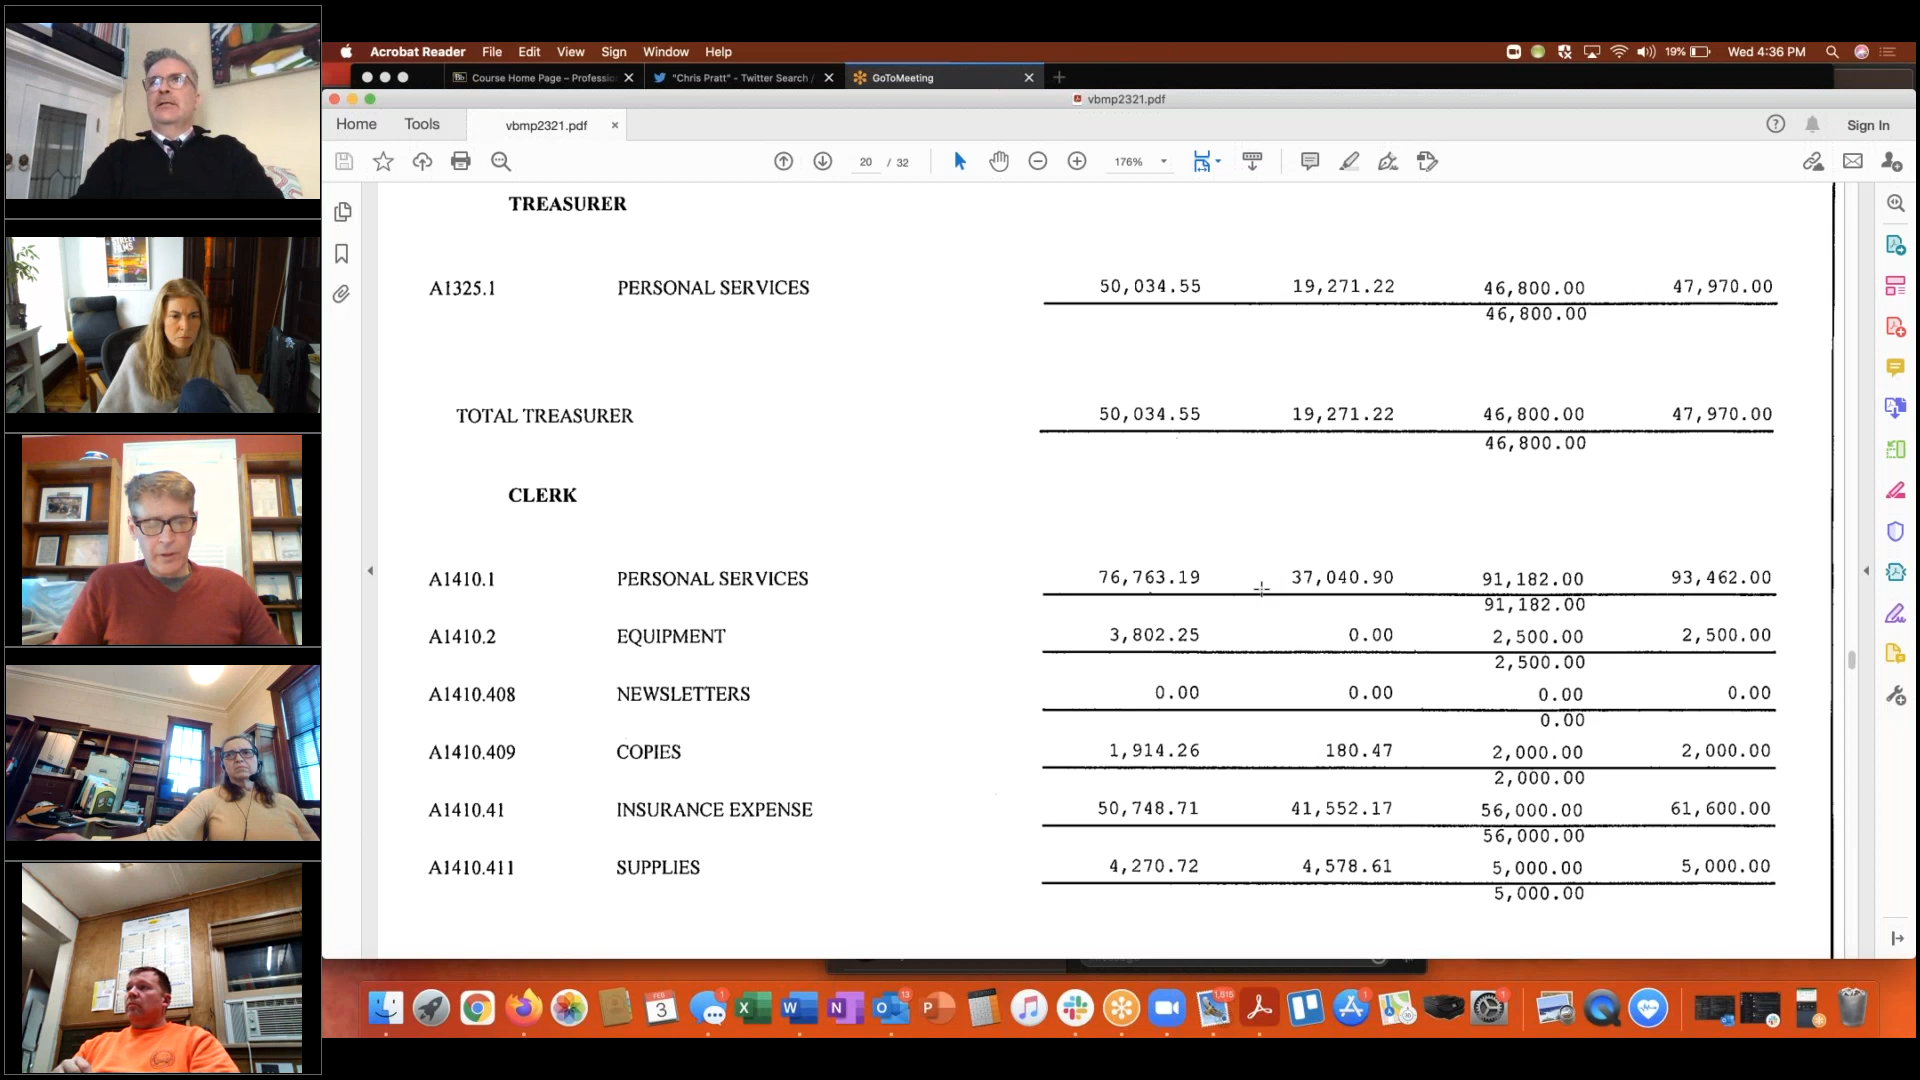 Acrobat Reader File Edit View Sign Window Help 19% Wed 4:36 PM
Course Home Page – Professio "Chris Pratt" - Twitter Search / GoToMeeting
vbmp2321.pdf
Home Tools vbmp2321.pdf Sign In
20 / 32 176%
TREASURER
A1325.1 PERSONAL SERVICES 50,034.55 19,271.22 46,800.00 47,970.00
46,800.00
TOTAL TREASURER 50,034.55 19,271.22 46,800.00 47,970.00
46,800.00
CLERK
A1410.1 PERSONAL SERVICES 76,763.19 37,040.90 91,182.00 93,462.00
91,182.00
A1410.2 EQUIPMENT 3,802.25 0.00 2,500.00 2,500.00
2,500.00
A1410.408 NEWSLETTERS 0.00 0.00 0.00 0.00
0.00
A1410.409 COPIES 1,914.26 180.47 2,000.00 2,000.00
2,000.00
A1410.41 INSURANCE EXPENSE 50,748.71 41,552.17 56,000.00 61,600.00
56,000.00
A1410.411 SUPPLIES 4,270.72 4,578.61 5,000.00 5,000.00
5,000.00
FEB
3
1
13
1,515
1
1